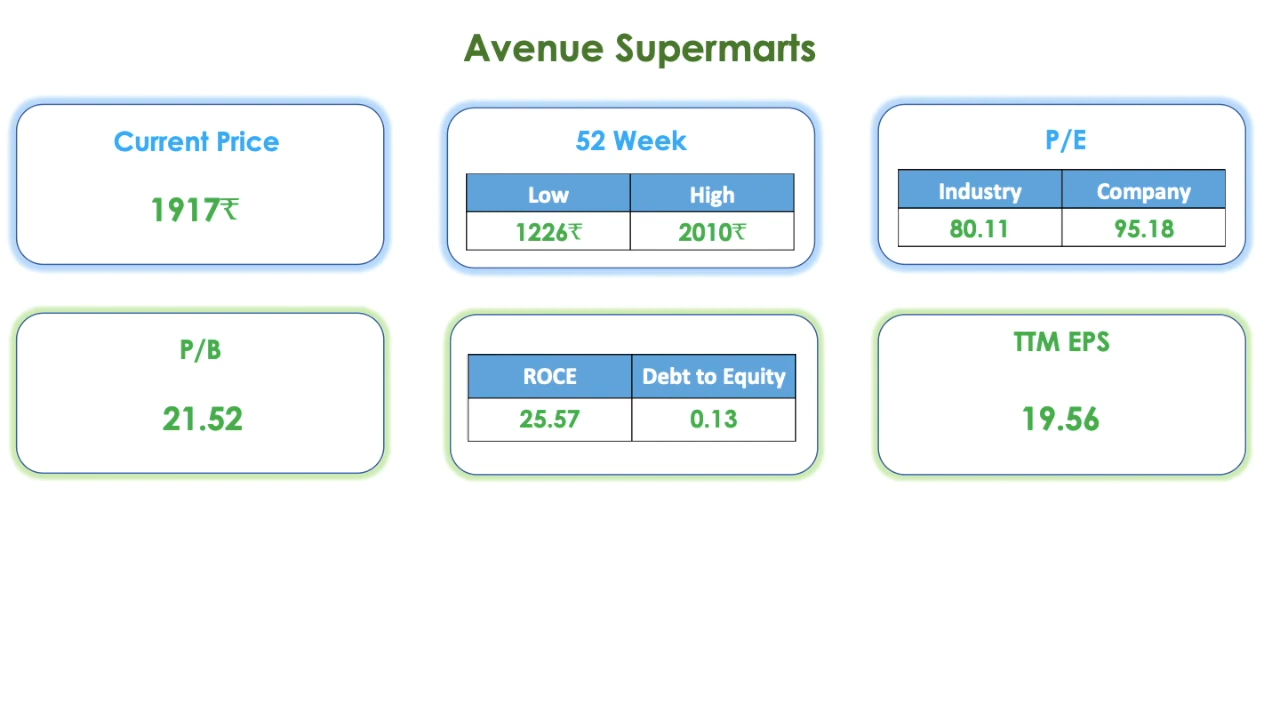 Avenue Supermarts
Current Price
1917₹
52 Week
Low High
1226₹ 2010₹
P/E
Industry Company
80.11 95.18
P/B
21.52
ROCE Debt to Equity
25.57 0.13
TTM EPS
19.56